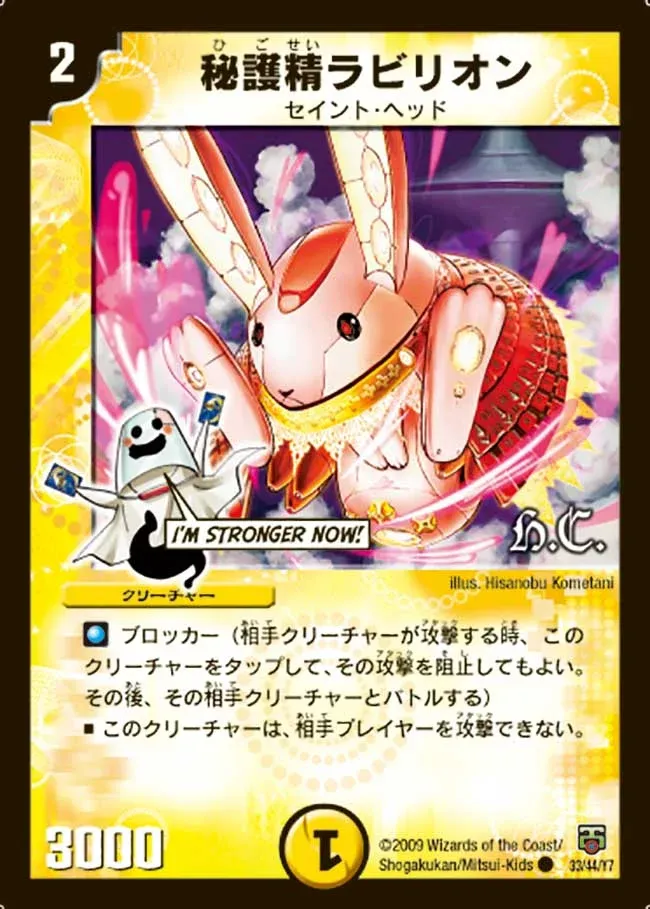 2
ひごせい
秘護精ラビリオン
セイント・ヘッド
I'M STRONGER NOW!
H.C.
illus. Hisanobu Kometani
クリーチャー
ブロッカー（相手クリーチャーが攻撃する時、この
クリーチャーをタップして、その攻撃を阻止してもよい。
その後、その相手クリーチャーとバトルする）
■ このクリーチャーは、相手プレイヤーを攻撃できない。
3000
1
©2009 Wizards of the Coast/
Shogakukan/Mitsui-Kids ● 33/44/Y7